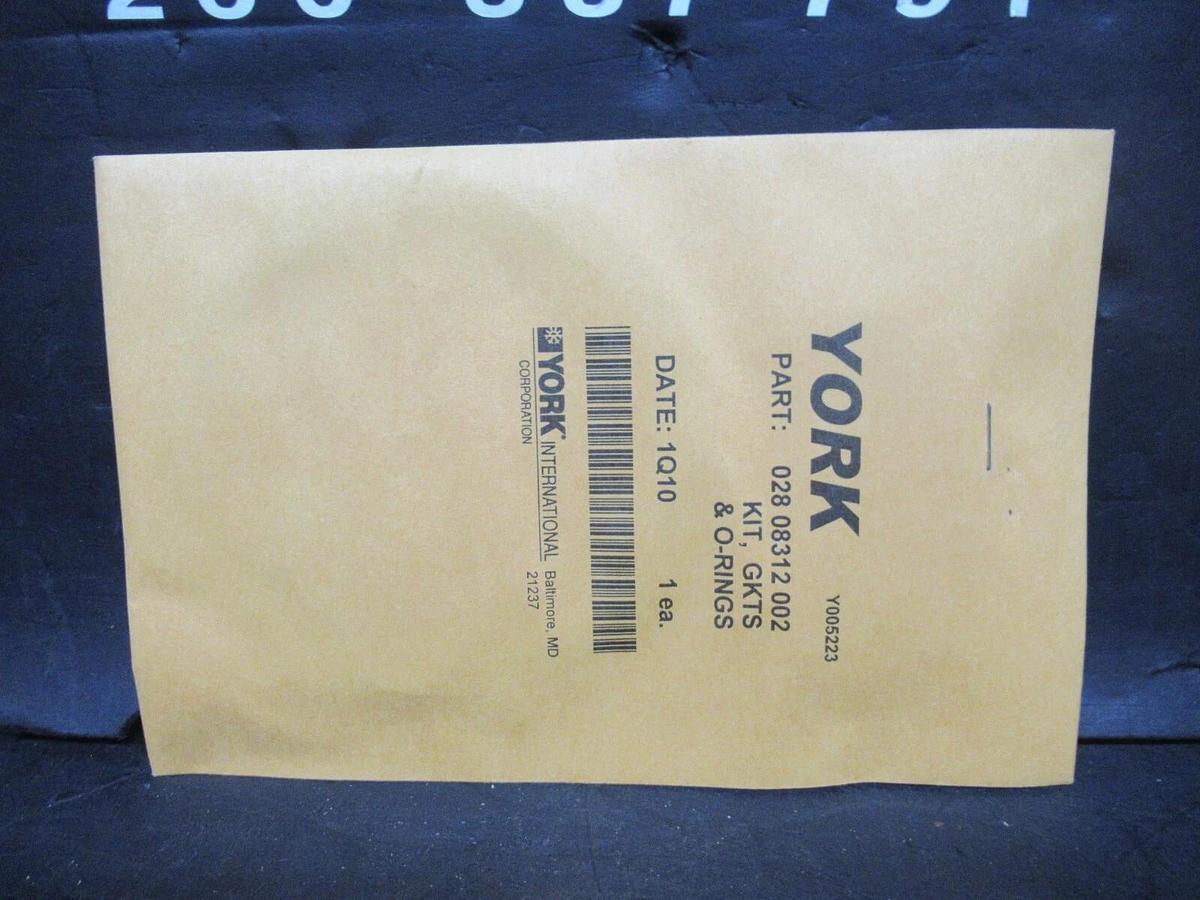 YORK Y005223
PART: 028 08312 002
KIT, GKTS
& O-RINGS
DATE: 1Q10 1 ea.
YORK® INTERNATIONAL Baltimore, MD
CORPORATION 21237